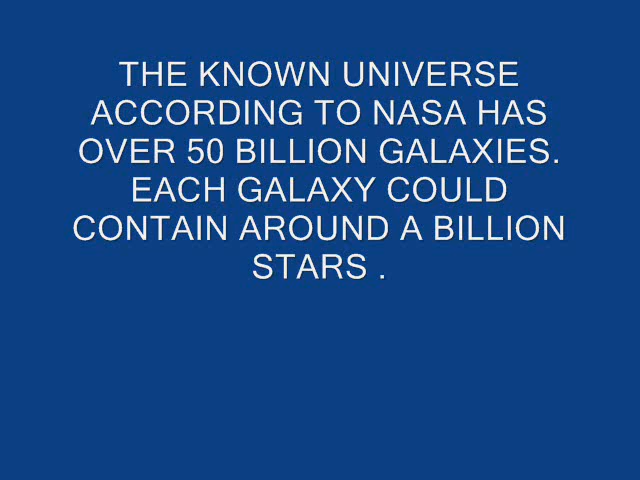 THE KNOWN UNIVERSE
ACCORDING TO NASA HAS
OVER 50 BILLION GALAXIES.
EACH GALAXY COULD
CONTAIN AROUND A BILLION
STARS .